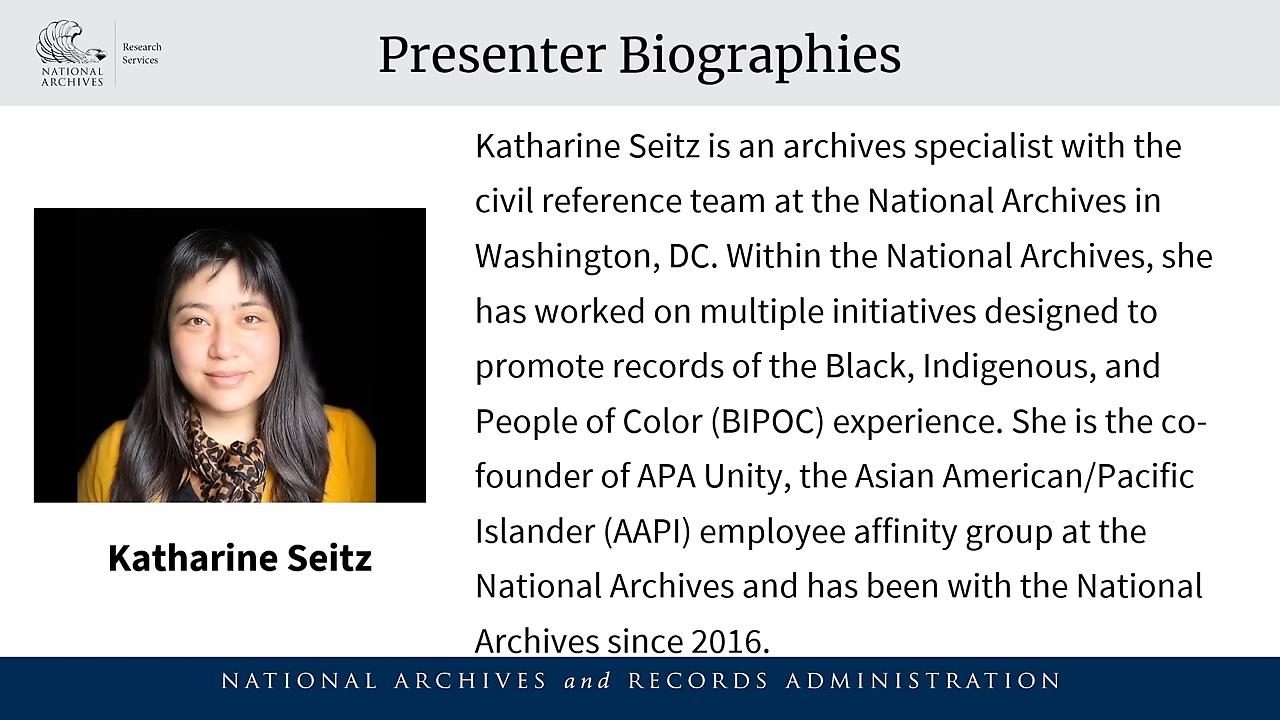 NATIONAL
ARCHIVES
Research
Services
Presenter Biographies
Katharine Seitz is an archives specialist with the
civil reference team at the National Archives in
Washington, DC. Within the National Archives, she
has worked on multiple initiatives designed to
promote records of the Black, Indigenous, and
People of Color (BIPOC) experience. She is the co-
founder of APA Unity, the Asian American/Pacific
Islander (AAPI) employee affinity group at the
National Archives and has been with the National
Archives since 2016.
Katharine Seitz
NATIONAL ARCHIVES and RECORDS ADMINISTRATION